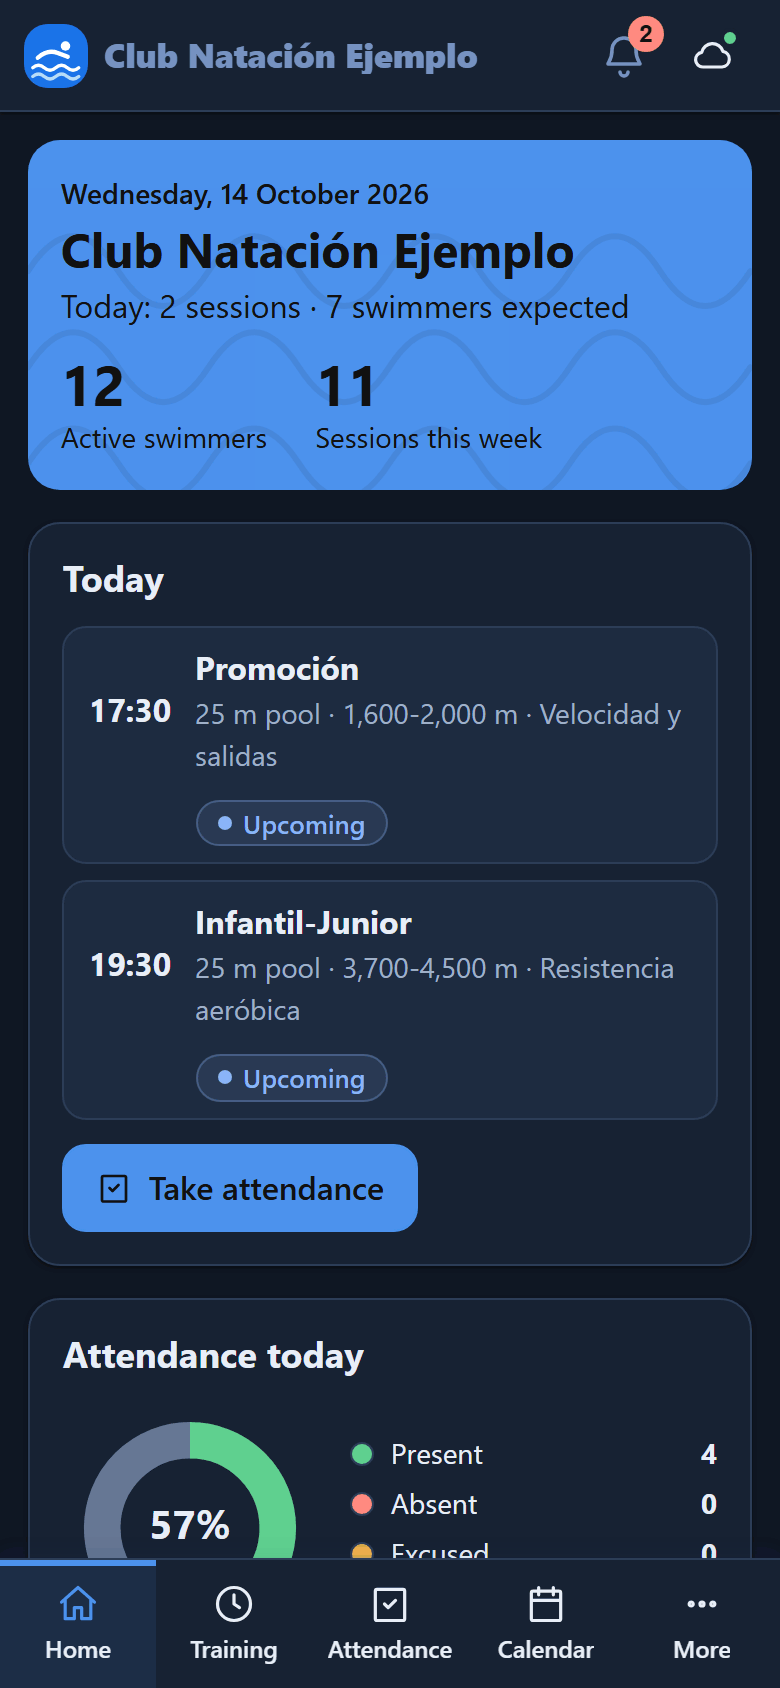 Club Natación Ejemplo
2
Wednesday, 14 October 2026
Club Natación Ejemplo
Today: 2 sessions · 7 swimmers expected
12
Active swimmers
11
Sessions this week
Today
17:30
Promoción
25 m pool · 1,600-2,000 m · Velocidad y
salidas
Upcoming
19:30
Infantil-Junior
25 m pool · 3,700-4,500 m · Resistencia
aeróbica
Upcoming
Take attendance
Attendance today
57%
Present 4
Absent 0
Excused 0
Home
Training
Attendance
Calendar
More